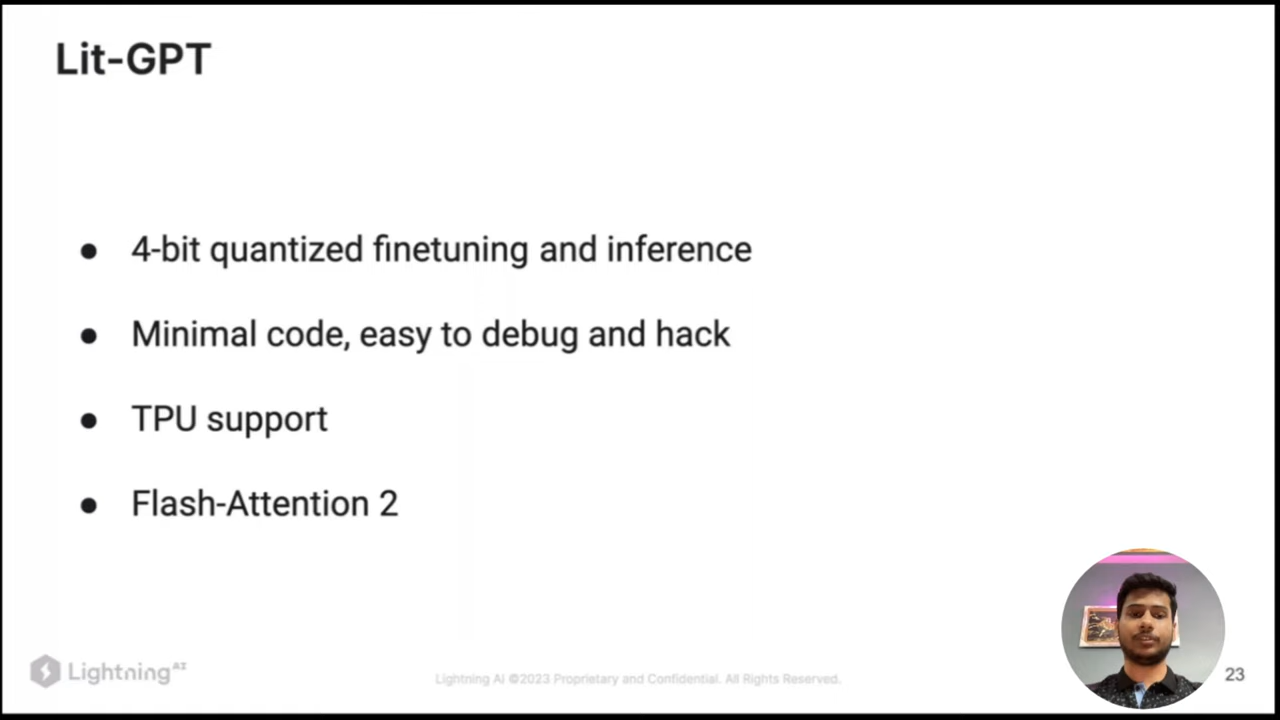 Lit-GPT
● 4-bit quantized finetuning and inference
● Minimal code, easy to debug and hack
● TPU support
● Flash-Attention 2
Lightning AI
Lightning AI ©2023 Proprietary and Confidential. All Rights Reserved.
23